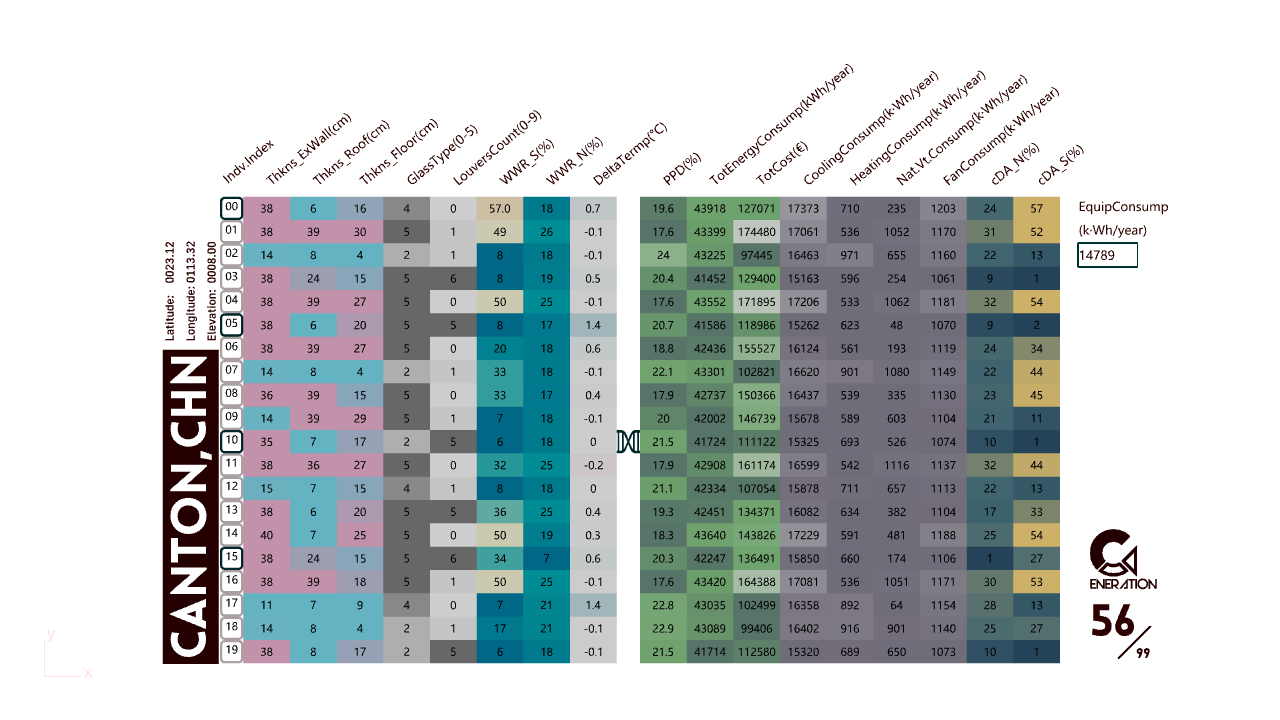 Indv.Index Thkns_ExWall(cm) Thkns_Roof(cm) Thkns_Floor(cm) GlassType(0-5) LouversCount(0-9) WWR_S(%) WWR_N(%) DeltaTermp(°C) PPD(%) TotEnergyConsump(kWh/year) TotCost(€) CoolingConsump(k·Wh/year) HeatingConsump(k·Wh/year) Nat.Vt.Consump(k·Wh/year) FanConsump(k·Wh/year) cDA_N(%) cDA_S(%)
00 38 6 16 4 0 57.0 18 0.7 19.6 43918 127071 17373 710 235 1203 24 57
01 38 39 30 5 1 49 26 -0.1 17.6 43399 174480 17061 536 1052 1170 31 52
02 14 8 4 2 1 8 18 -0.1 24 43225 97445 16463 971 655 1160 22 13
03 38 24 15 5 6 8 19 0.5 20.4 41452 129400 15163 596 254 1061 9 1
04 38 39 27 5 0 50 25 -0.1 17.6 43552 171895 17206 533 1062 1181 32 54
05 38 6 20 5 5 8 17 1.4 20.7 41586 118986 15262 623 48 1070 9 2
06 38 39 27 5 0 20 18 0.6 18.8 42436 155527 16124 561 193 1119 24 34
07 14 8 4 2 1 33 18 -0.1 22.1 43301 102821 16620 901 1080 1149 22 44
08 36 39 15 5 0 33 17 0.4 17.9 42737 150366 16437 539 335 1130 23 45
09 14 39 29 5 1 7 18 -0.1 20 42002 146739 15678 589 603 1104 21 11
10 35 7 17 2 5 6 18 0 21.5 41724 111122 15325 693 526 1074 10 1
11 38 36 27 5 0 32 25 -0.2 17.9 42908 161174 16599 542 1116 1137 32 44
12 15 7 15 4 1 8 18 0 21.1 42334 107054 15878 711 657 1113 22 13
13 38 6 20 5 5 36 25 0.4 19.3 42451 134371 16082 634 382 1104 17 33
14 40 7 25 5 0 50 19 0.3 18.3 43640 143826 17229 591 481 1188 25 54
15 38 24 15 5 6 34 7 0.6 20.3 42247 136491 15850 660 174 1106 1 27
16 38 39 18 5 1 50 25 -0.1 17.6 43420 164388 17081 536 1051 1171 30 53
17 11 7 9 4 0 7 21 1.4 22.8 43035 102499 16358 892 64 1154 28 13
18 14 8 4 2 1 17 21 -0.1 22.9 43089 99406 16402 916 901 1140 25 27
19 38 8 17 2 5 6 18 -0.1 21.5 41714 112580 15320 689 650 1073 10 1
EquipConsump
(k·Wh/year)
14789
Latitude: 0023.12
Longitude: 0113.32
Elevation: 0008.00
CANTON,CHN
GENERATION
56/99
y
x